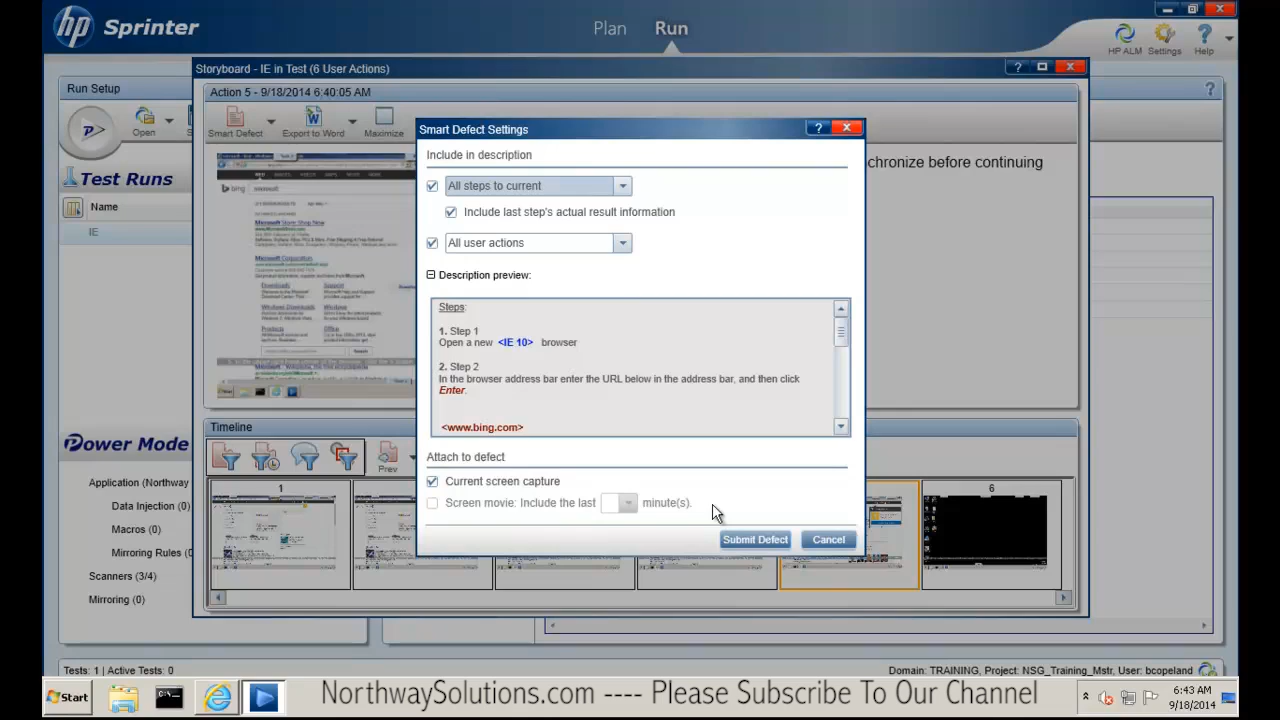 hp Sprinter
Plan Run
HP ALM Settings Help
Storyboard - IE in Test (6 User Actions)
Run Setup
Action 5 - 9/18/2014 6:40:05 AM
Open
Smart Defect Export to Word Maximize
Smart Defect Settings
Include in description
chronize before continuing
Test Runs
All steps to current
Name
Include last step's actual result information
IE
All user actions
Description preview:
Steps:
1. Step 1
Open a new <IE 10> browser
2. Step 2
In the browser address bar enter the URL below in the address bar, and then click
Enter.
<www.bing.com>
Timeline
Power Mode
Prev
Attach to defect
Application (Northway
Current screen capture
1
6
Data Injection (0)
Screen movie: Include the last minute(s).
Macros (0)
Submit Defect Cancel
Mirroring Rules (0)
Scanners (3/4)
Mirroring (0)
Tests: 1 | Active Tests: 0
Domain: TRAINING, Project: NSG_Training_Mstr, User: bcopeland
Start
NorthwaySolutions.com ---- Please Subscribe To Our Channel
6:43 AM
9/18/2014